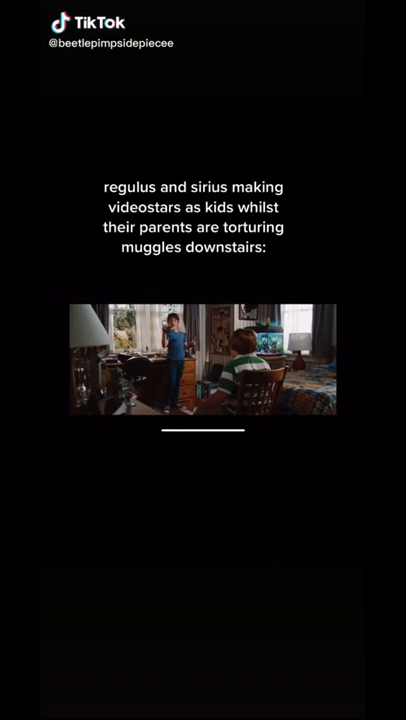 TikTok
@beetlepimpsidepiecee
regulus and sirius making
videostars as kids whilst
their parents are torturing
muggles downstairs: